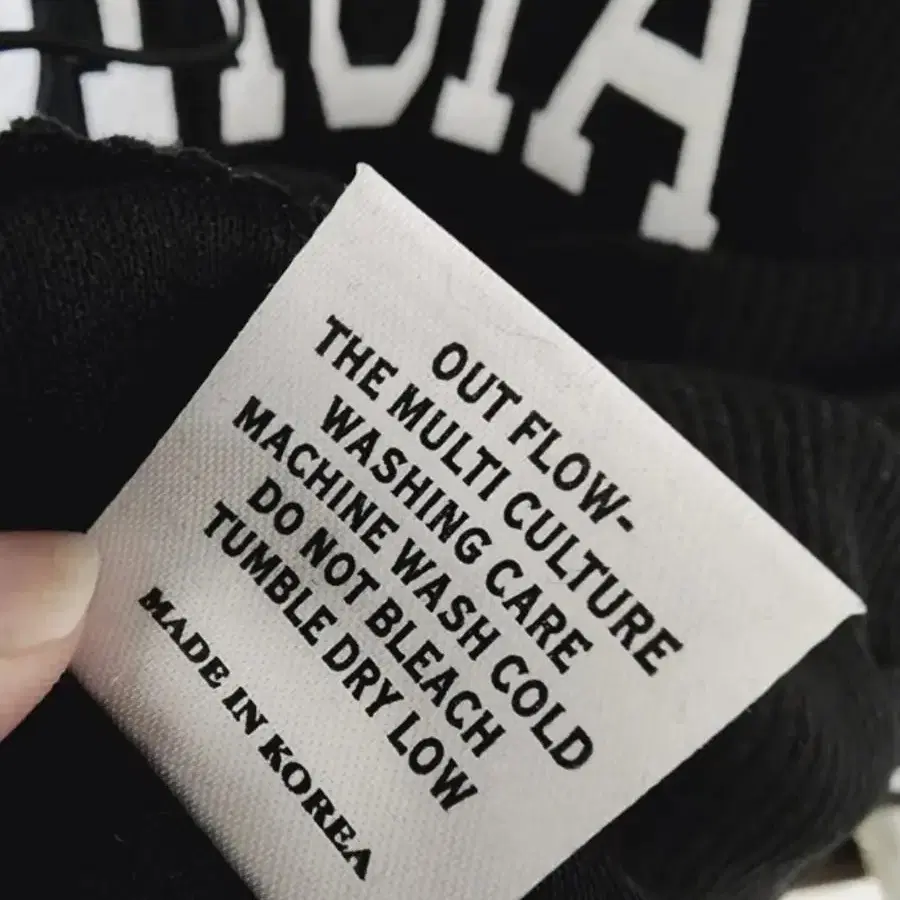 OUT FLOW-
THE MULTI CULTURE
WASHING CARE
MACHINE WASH COLD
DO NOT BLEACH
TUMBLE DRY LOW
MADE IN KOREA